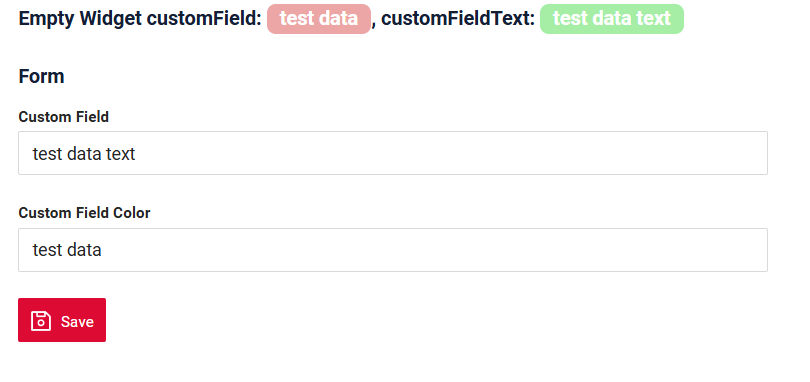 Empty Widget customField: test data, customFieldText: test data text
Form
Custom Field
test data text
Custom Field Color
test data
Save